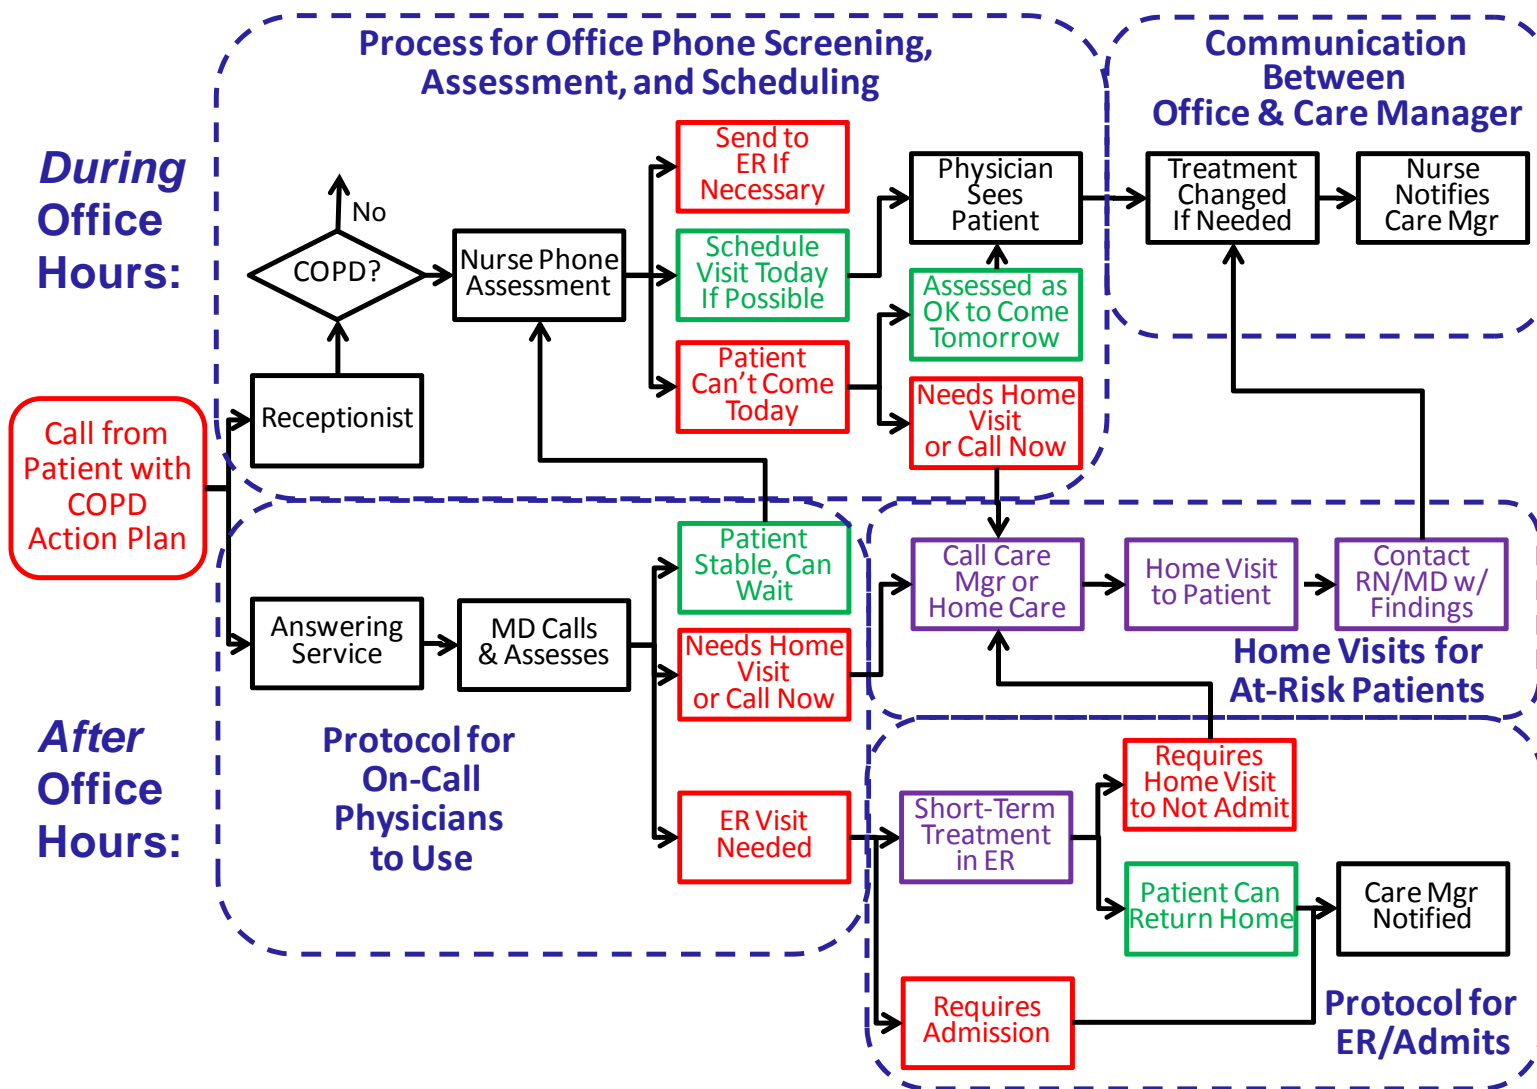 Process for Office Phone Screening,
Assessment, and Scheduling
Communication
Between
Office & Care Manager
During
Office
Hours:
No
COPD?
Nurse Phone
Assessment
Send to
ER If
Necessary
Schedule
Visit Today
If Possible
Patient
Can't Come
Today
Physician
Sees
Patient
Assessed as
OK to Come
Tomorrow
Needs Home
Visit
or Call Now
Treatment
Changed
If Needed
Nurse
Notifies
Care Mgr
Receptionist
Call from
Patient with
COPD
Action Plan
Answering
Service
MD Calls
& Assesses
Patient
Stable, Can
Wait
Needs Home
Visit
or Call Now
ER Visit
Needed
Call Care
Mgr or
Home Care
Home Visit
to Patient
Contact
RN/MD w/
Findings
Home Visits for
At-Risk Patients
After
Office
Hours:
Protocol for
On-Call
Physicians
to Use
Short-Term
Treatment
in ER
Requires
Home Visit
to Not Admit
Patient Can
Return Home
Care Mgr
Notified
Requires
Admission
Protocol for
ER/Admits